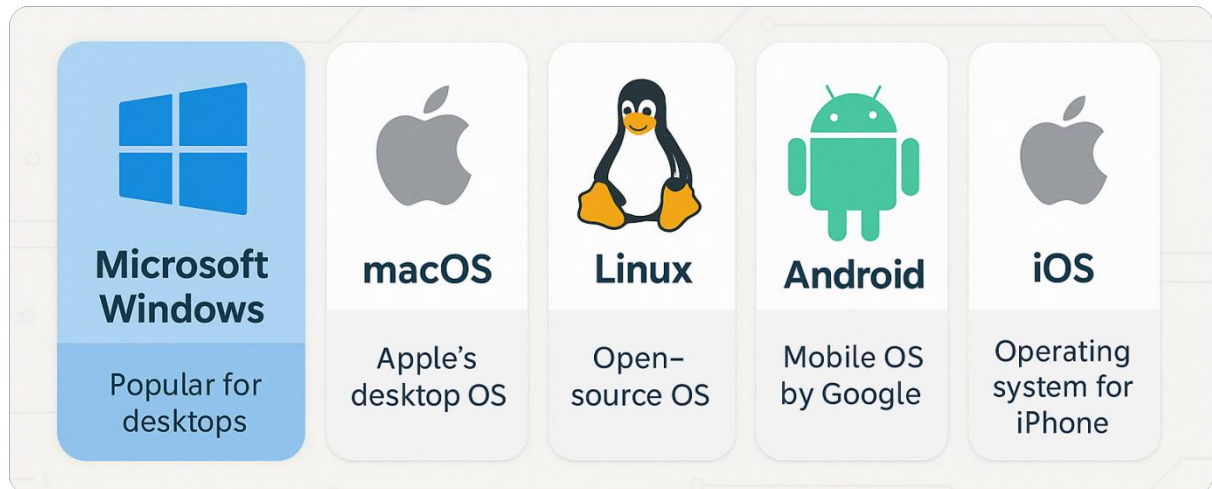 Microsoft
Windows
Popular for
desktops
macOS
Apple's
desktop OS
Linux
Open-
source OS
Android
Mobile OS
by Google
iOS
Operating
system for
iPhone